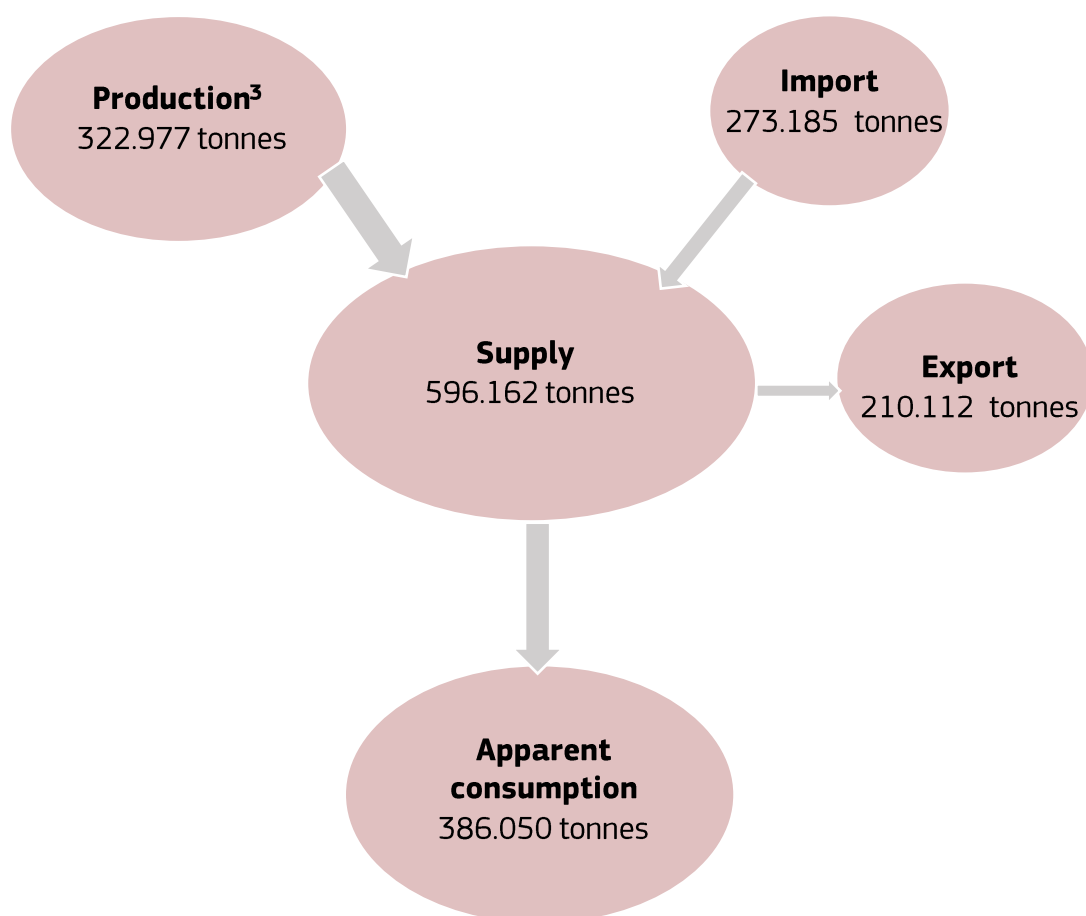 Production³
322.977 tonnes
Import
273.185 tonnes
Supply
596.162 tonnes
Export
210.112 tonnes
Apparent
consumption
386.050 tonnes